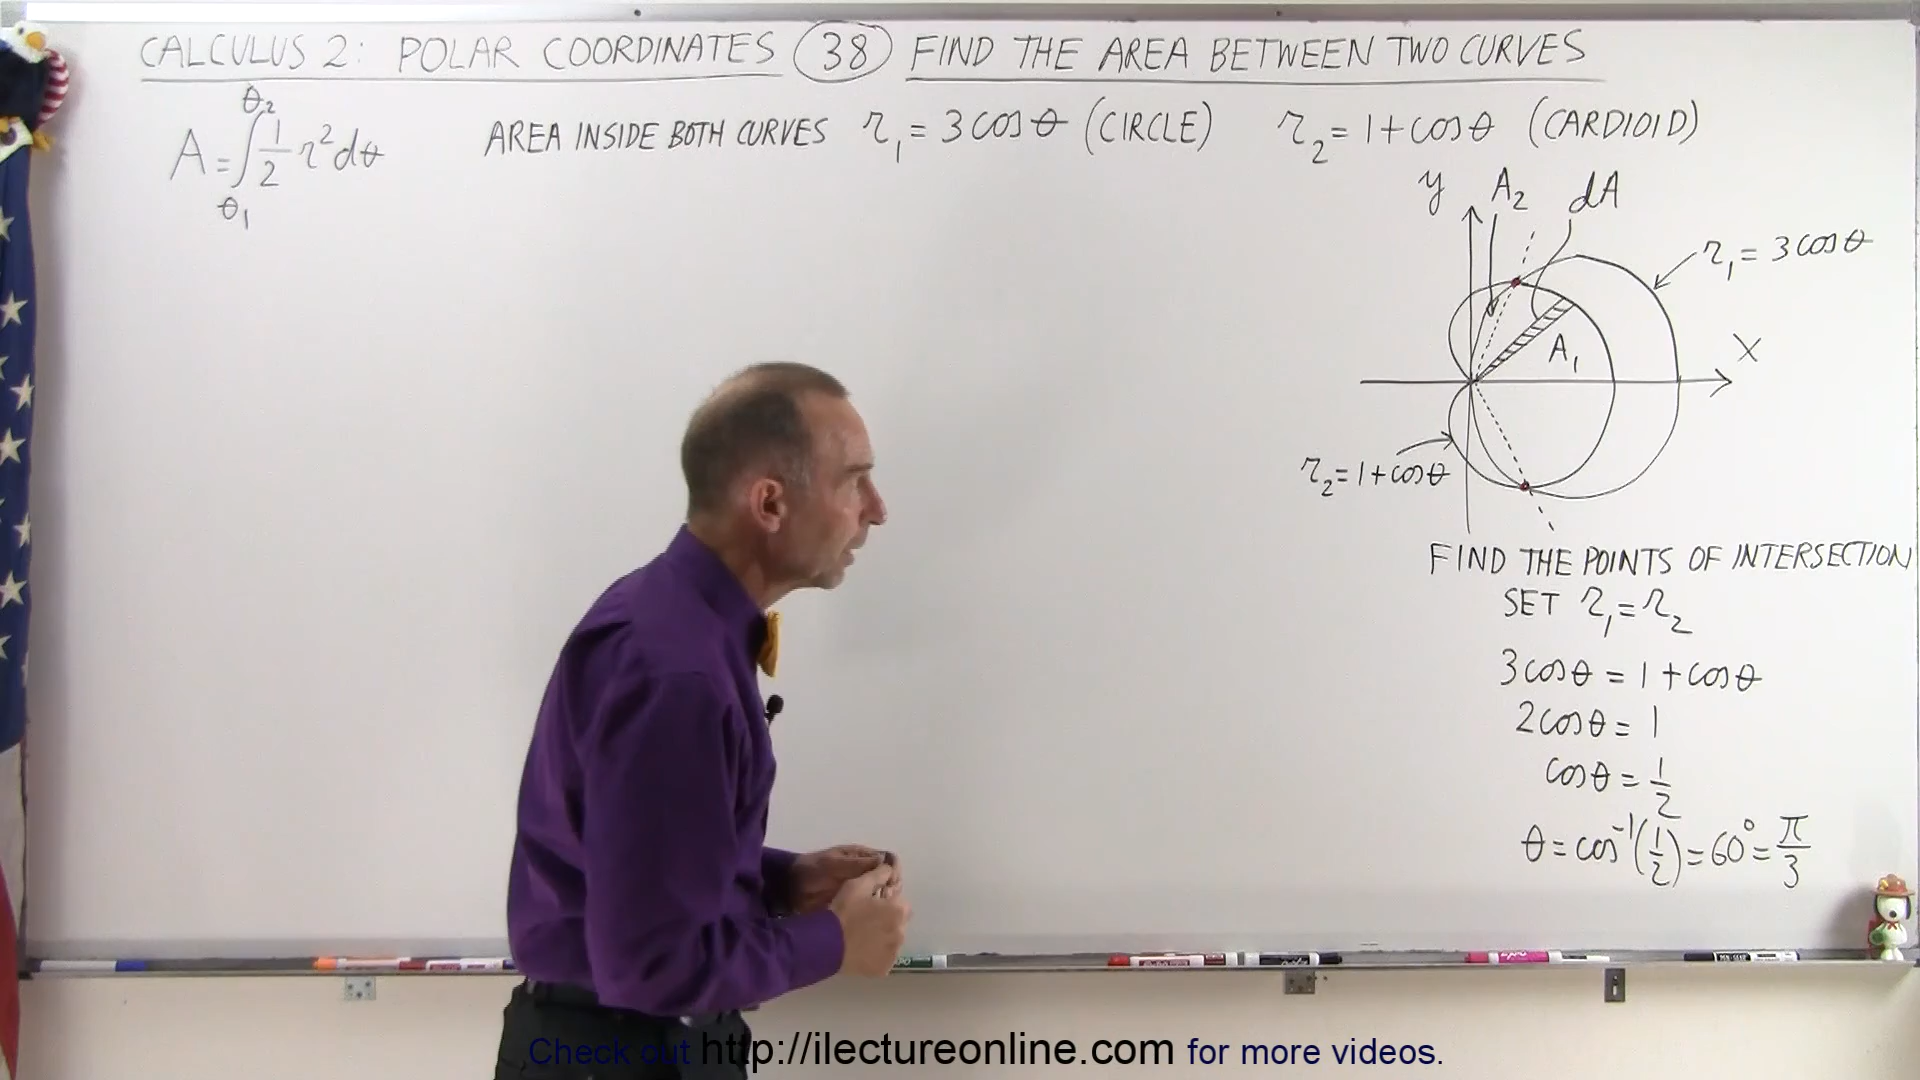 CALCULUS 2: POLAR COORDINATES 38 FIND THE AREA BETWEEN TWO CURVES
A = ∫θ₁^θ₂ 1/2 r² dθ
AREA INSIDE BOTH CURVES r₁ = 3cosθ (CIRCLE) r₂ = 1+cosθ (CARDIOID)
y A₂ dA
r₁ = 3cosθ
A₁
X
r₂ = 1+cosθ
FIND THE POINTS OF INTERSECTION
SET r₁ = r₂
3cosθ = 1+cosθ
2cosθ = 1
cosθ = 1/2
θ = cos⁻¹(1/2) = 60° = π/3
Check out http://ilectureonline.com for more videos.